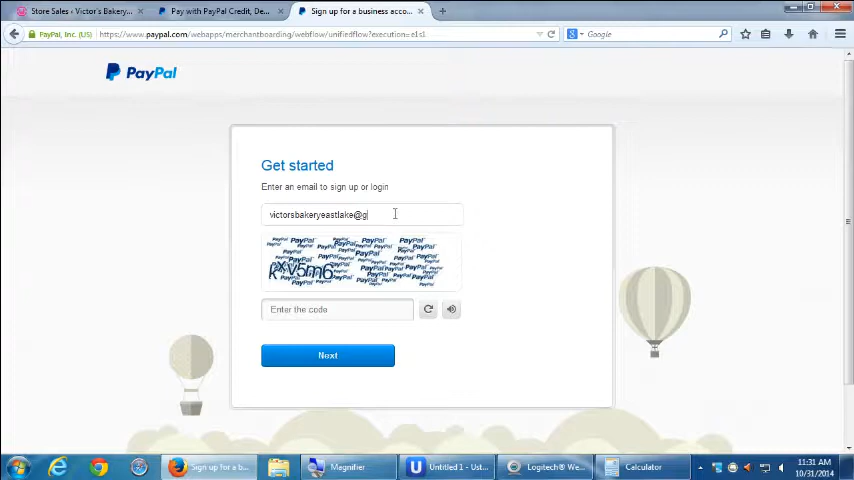 Store Sales ‹ Victor's Bakery...
Pay with PayPal Credit, De...
Sign up for a business acco...
PayPal, Inc. (US)
https://www.paypal.com/webapps/merchantboarding/webflow/unifiedflow?execution=e1s1
Google
PayPal
Get started
Enter an email to sign up or login
victorsbakeryeastlake@g
kxv5m6
Enter the code
Next
Sign up for a bu...
Magnifier
Untitled 1 - Ust...
Logitech® We...
Calculator
11:31 AM
10/31/2014